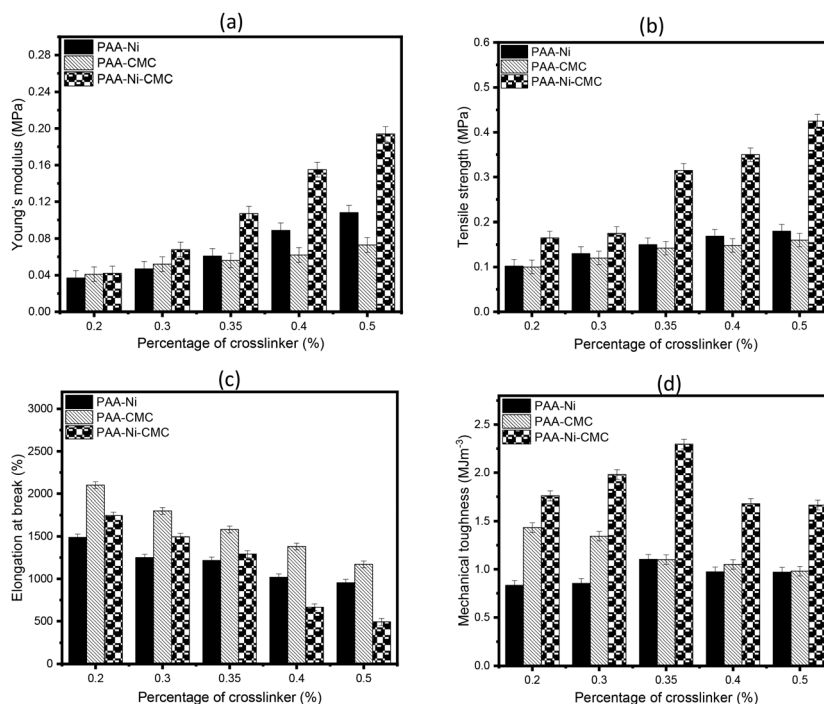 (a)
PAA-Ni
PAA-CMC
PAA-Ni-CMC
0.28
0.24
0.20
0.16
0.12
0.08
0.04
0.00
Young's modulus (MPa)
0.2 0.3 0.35 0.4 0.5
Percentage of crosslinker (%)
(b)
PAA-Ni
PAA-CMC
PAA-Ni-CMC
0.6
0.5
0.4
0.3
0.2
0.1
0.0
Tensile strength (MPa)
0.2 0.3 0.35 0.4 0.5
Percentage of crosslinker (%)
(c)
PAA-Ni
PAA-CMC
PAA-Ni-CMC
3000
2500
2000
1500
1000
500
0
Elongation at break (%)
0.2 0.3 0.35 0.4 0.5
Percentage of crosslinker (%)
(d)
PAA-Ni
PAA-CMC
PAA-Ni-CMC
2.5
2.0
1.5
1.0
0.5
0.0
Mechanical toughness (MJm⁻³)
0.2 0.3 0.35 0.4 0.5
Percentage of crosslinker (%)